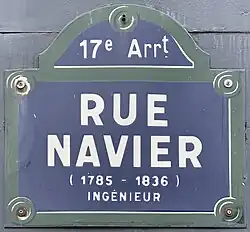 17e Arrt
RUE
NAVIER
(1785 - 1836)
INGÉNIEUR